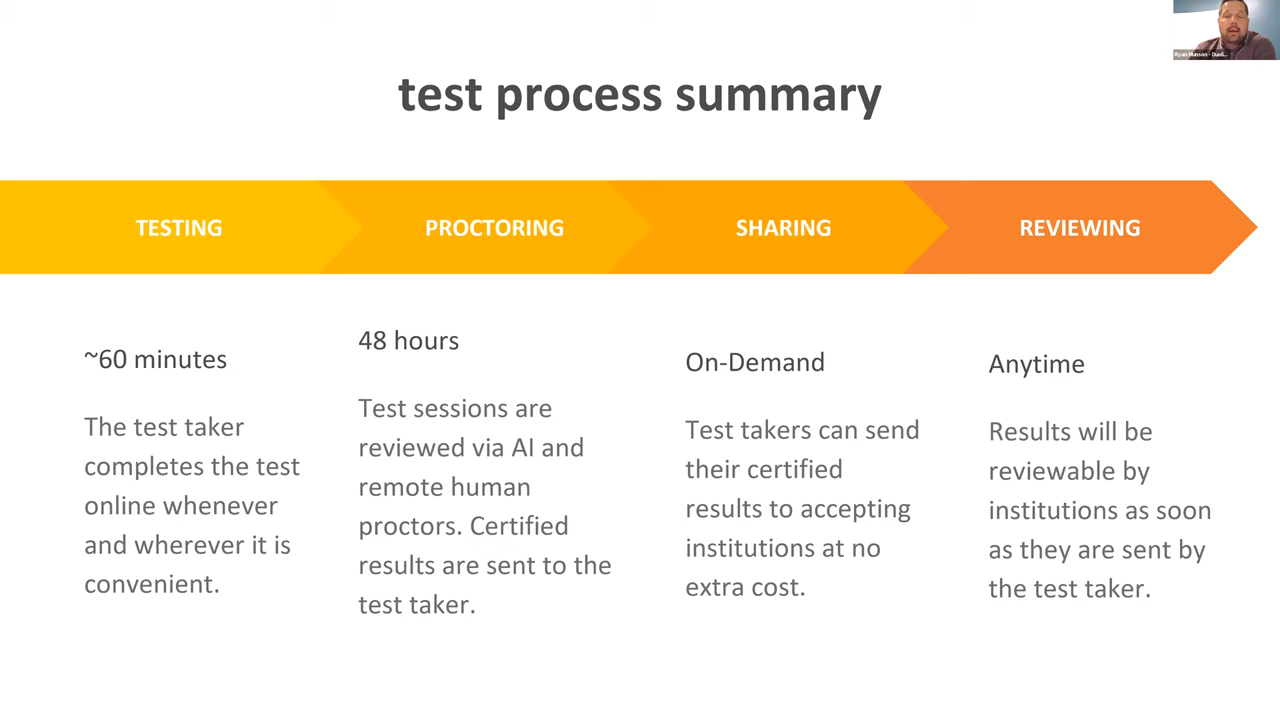 Ryan Munson - Duoli...
test process summary
TESTING
PROCTORING
SHARING
REVIEWING
~60 minutes
The test taker
completes the test
online whenever
and wherever it is
convenient.
48 hours
Test sessions are
reviewed via AI and
remote human
proctors. Certified
results are sent to the
test taker.
On-Demand
Test takers can send
their certified
results to accepting
institutions at no
extra cost.
Anytime
Results will be
reviewable by
institutions as soon
as they are sent by
the test taker.